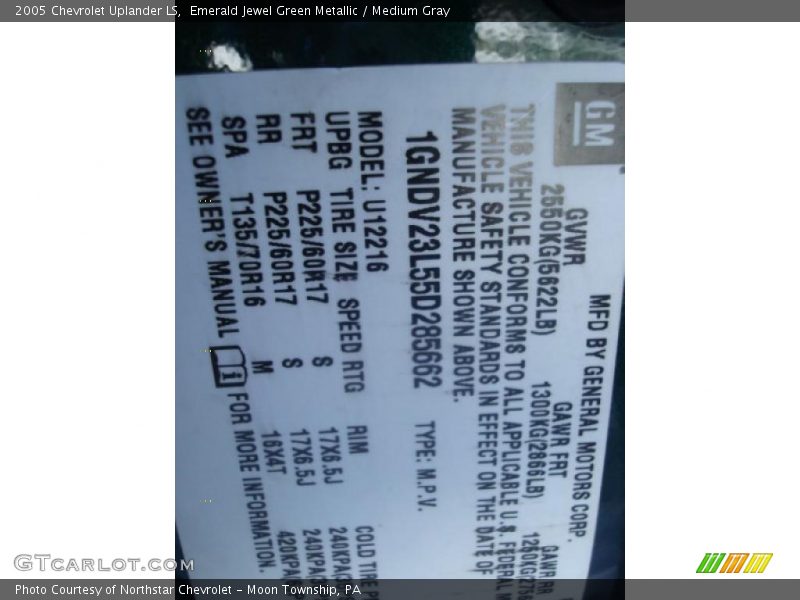 2005 Chevrolet Uplander LS,  Emerald Jewel Green Metallic / Medium Gray
GM
MFD BY GENERAL MOTORS CORP.
GVWR GAWR FRT GAWR RR
2550KG(5622LB) 1300KG(2866LB)
THIS VEHICLE CONFORMS TO ALL APPLICABLE U.S. FEDERAL
VEHICLE SAFETY STANDARDS IN EFFECT ON THE DATE OF
MANUFACTURE SHOWN ABOVE.
1GNDV23L55D285662 TYPE: M.P.V.
MODEL: U12216
UPBG TIRE SIZE SPEED RTG RIM COLD TIRE
FRT P225/60R17 S 17X6.5J 240KPA
RR P225/60R17 S 17X6.5J 240KPA
SPA T135/70R16 M 16X4T 420KPA
SEE OWNER'S MANUAL i FOR MORE INFORMATION.
GTcarLot.com
Photo Courtesy of Northstar Chevrolet – Moon Township, PA